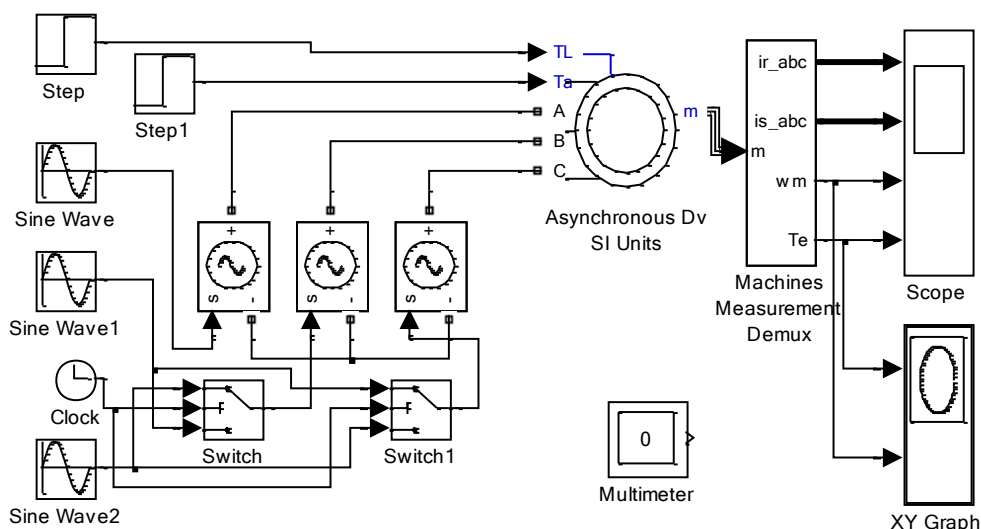 Step
Step1
TL
Ta
A
B
C
m
Asynchronous Dv
SI Units
m
ir_abc
is_abc
wm
Te
Machines
Measurement
Demux
Scope
Sine Wave
Sine Wave1
+
s
-
+
s
-
+
s
-
Clock
Switch
Switch1
Sine Wave2
0
Multimeter
XY Graph